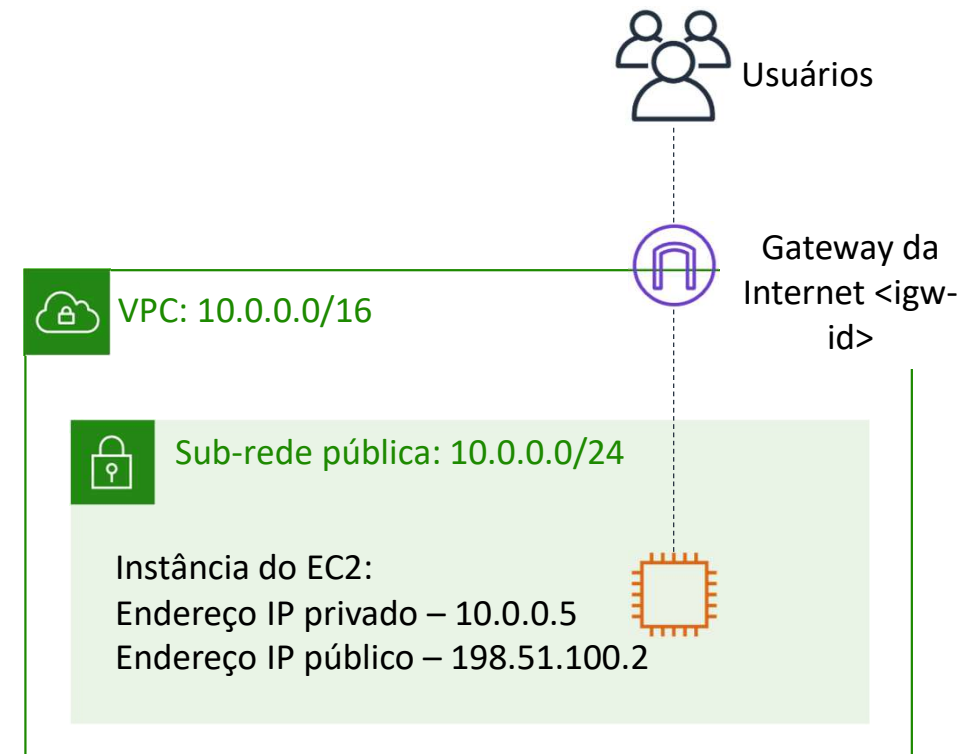 Usuários
Gateway da
Internet <igw-
id>
VPC: 10.0.0.0/16
Sub-rede pública: 10.0.0.0/24
Instância do EC2:
Endereço IP privado – 10.0.0.5
Endereço IP público – 198.51.100.2